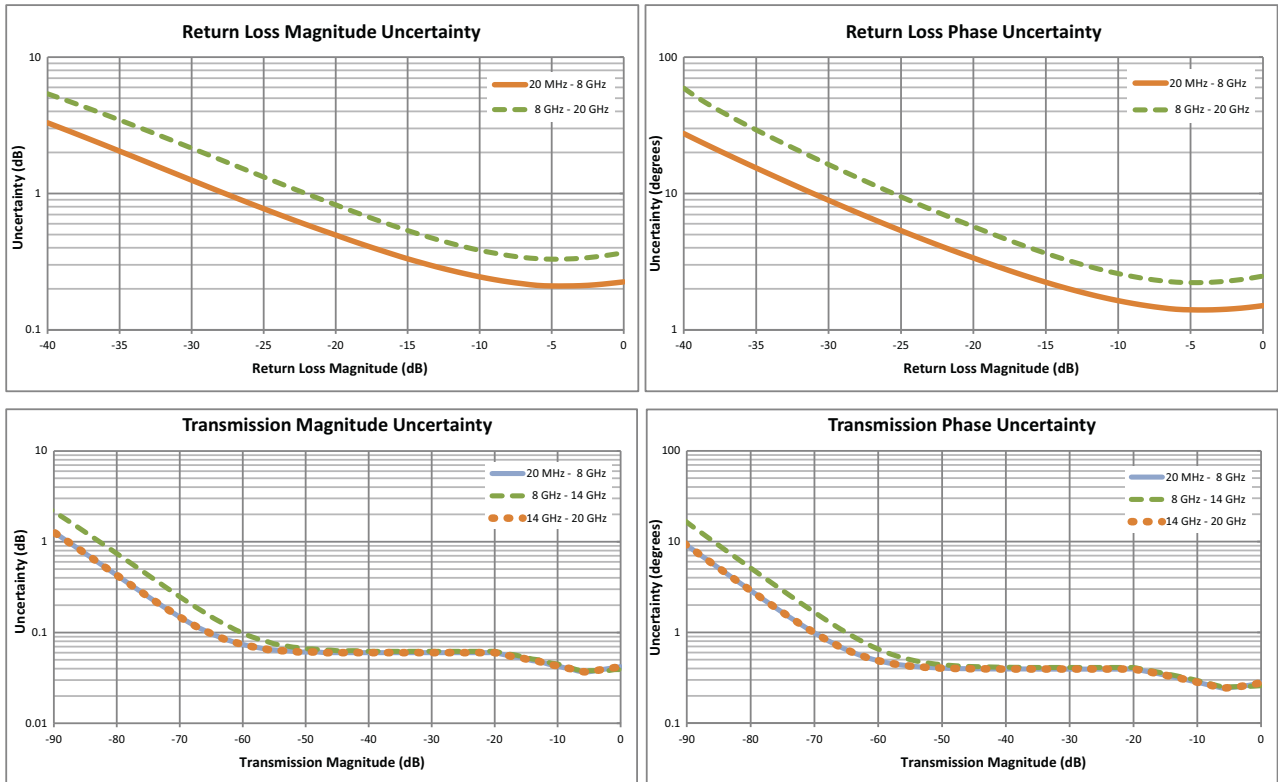 Return Loss Magnitude Uncertainty
10
1
0.1
Uncertainty (dB)
20 MHz - 8 GHz
8 GHz - 20 GHz
-40 -35 -30 -25 -20 -15 -10 -5 0
Return Loss Magnitude (dB)
Return Loss Phase Uncertainty
100
10
1
Uncertainty (degrees)
20 MHz - 8 GHz
8 GHz - 20 GHz
-40 -35 -30 -25 -20 -15 -10 -5 0
Return Loss Magnitude (dB)
Transmission Magnitude Uncertainty
10
1
0.1
0.01
Uncertainty (dB)
20 MHz - 8 GHz
8 GHz - 14 GHz
14 GHz - 20 GHz
-90 -80 -70 -60 -50 -40 -30 -20 -10 0
Transmission Magnitude (dB)
Transmission Phase Uncertainty
100
10
1
0.1
Uncertainty (degrees)
20 MHz - 8 GHz
8 GHz - 14 GHz
14 GHz - 20 GHz
-90 -80 -70 -60 -50 -40 -30 -20 -10 0
Transmission Magnitude (dB)